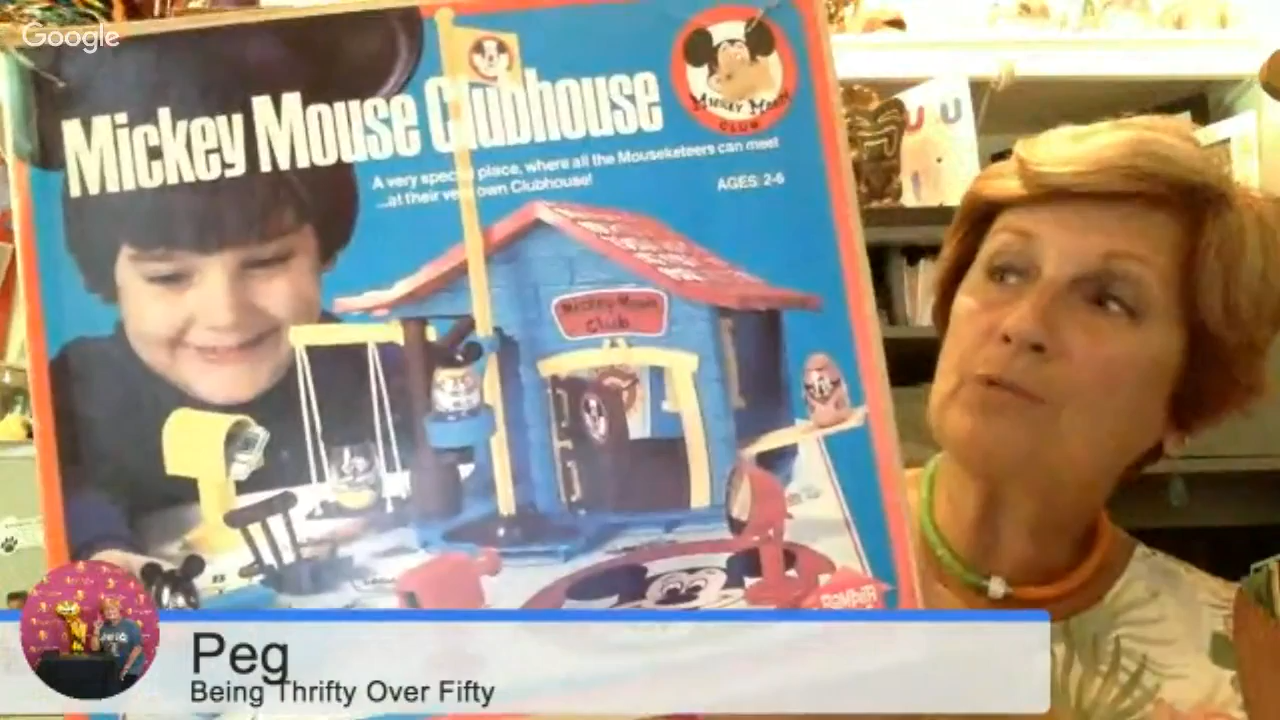 Google
Mickey Mouse Clubhouse
MICKEY MOUSE
CLUB
A very special place, where all the Mouseketeers can meet
...at their very own Clubhouse!
AGES: 2-6
Mickey Mouse
Club
Peg
Being Thrifty Over Fifty